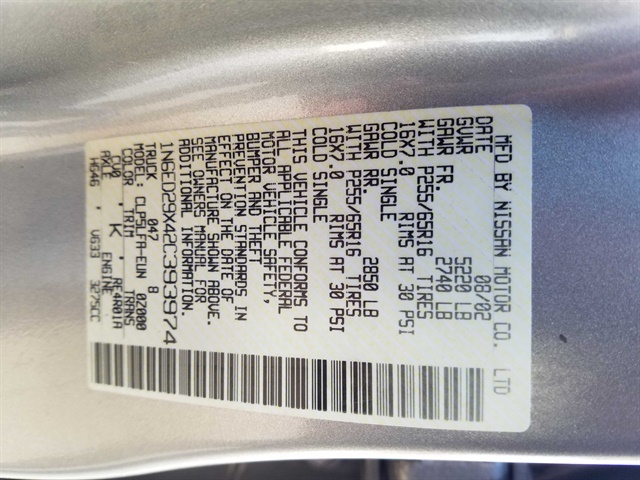 MFD BY NISSAN MOTOR CO. LTD
DATE 08/02
GVWR 5220 LB
GAWR FR. 2740 LB
WITH P255/65R16 TIRES
16X7.0 RIMS AT 30 PSI
COLD SINGLE
GAWR RR. 2850 LB
WITH P255/65R16 TIRES
16X7.0 RIMS AT 30 PSI
COLD SINGLE
THIS VEHICLE CONFORMS TO
ALL APPLICABLE FEDERAL
MOTOR VEHICLE SAFETY,
BUMPER AND THEFT
PREVENTION STANDARDS IN
EFFECT ON THE DATE OF
MANUFACTURE SHOWN ABOVE.
SEE OWNERS MANUAL FOR
ADDITIONAL INFORMATION.
1N6ED29X42C393974
TRUCK 047 8
MODEL: CLPSLFA-EUN 0Z000
COLOR TRIM TRANS
CW0 K RE4R01A
AXLE ENGINE
H646 VG33 3275CC